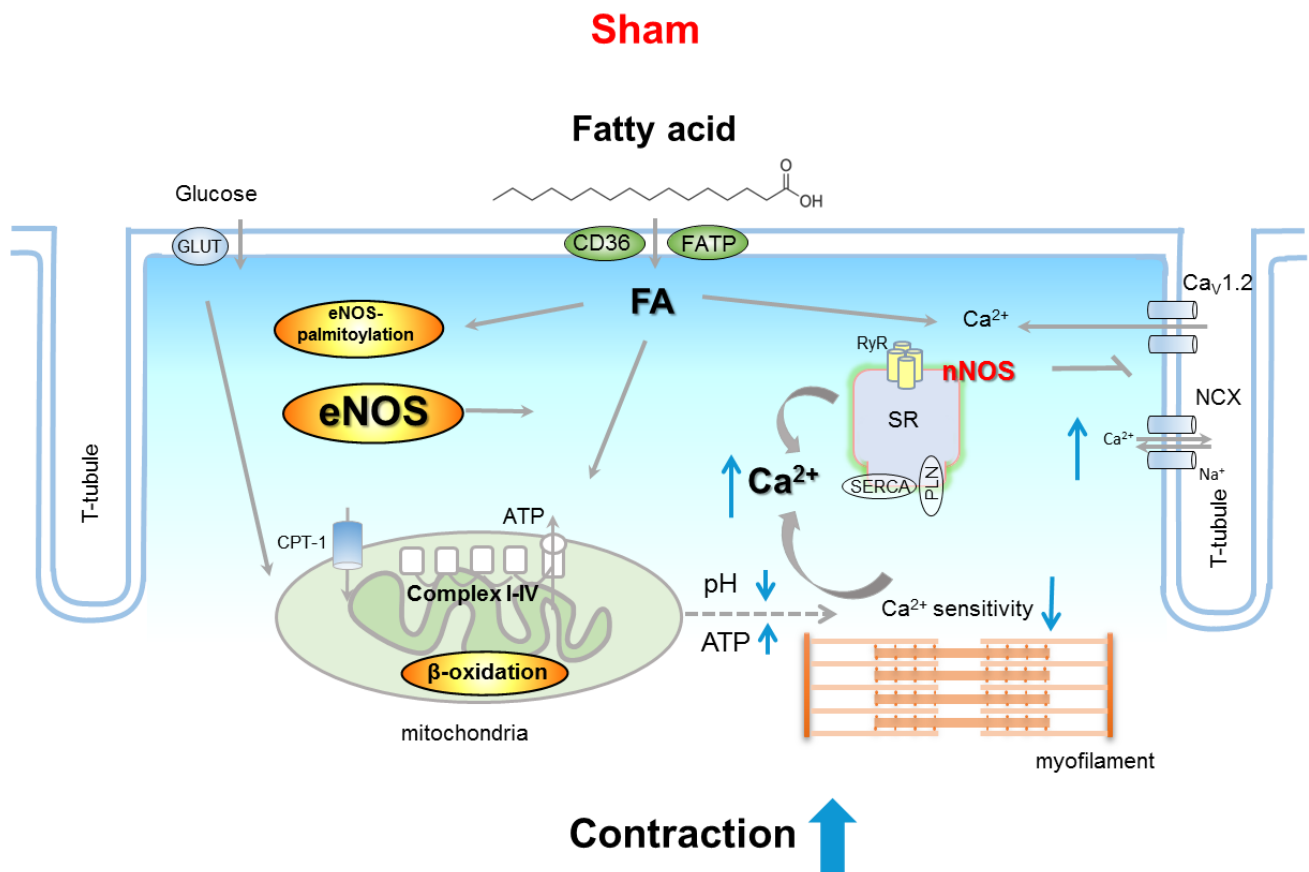 Sham
Fatty acid
O
OH
Glucose
GLUT
CD36
FATP
FA
eNOS-
palmitoylation
eNOS
Ca²⁺
Caᵥ1.2
RyR
nNOS
SR
SERCA
PLN
NCX
Ca²⁺
Na⁺
T-tubule
T-tubule
Ca²⁺
CPT-1
ATP
Complex I-IV
β-oxidation
mitochondria
pH
ATP
Ca²⁺ sensitivity
myofilament
Contraction